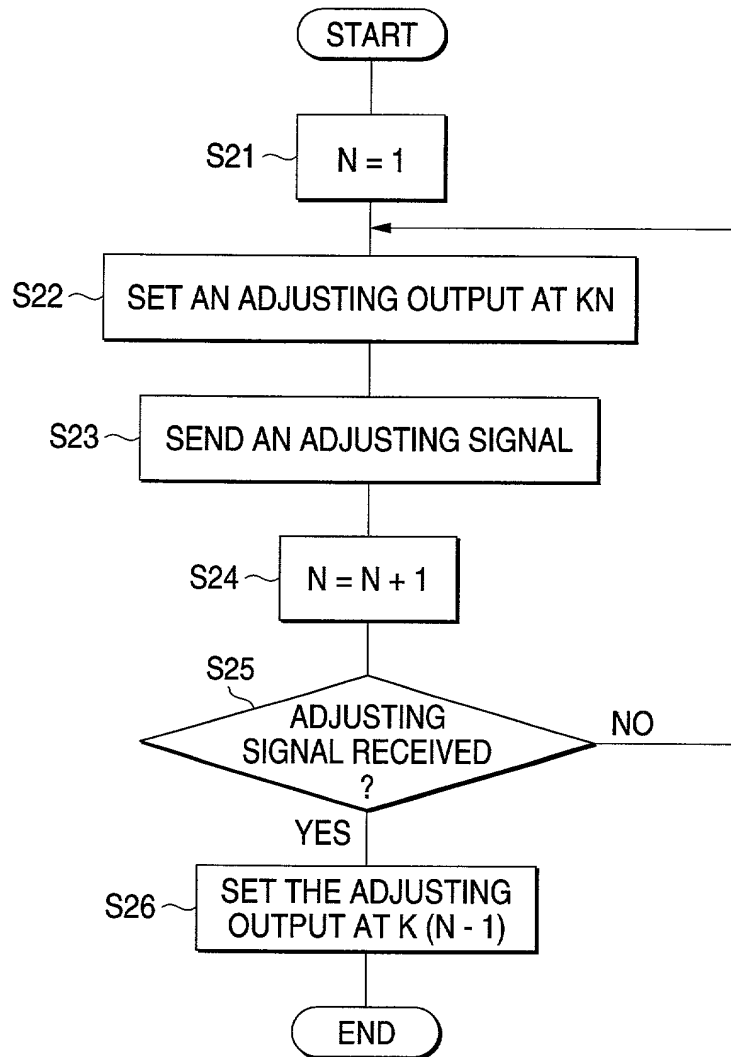 START
S21
N = 1
S22
SET AN ADJUSTING OUTPUT AT KN
S23
SEND AN ADJUSTING SIGNAL
S24
N = N + 1
S25
ADJUSTING
SIGNAL RECEIVED
?
NO
YES
S26
SET THE ADJUSTING
OUTPUT AT K (N - 1)
END